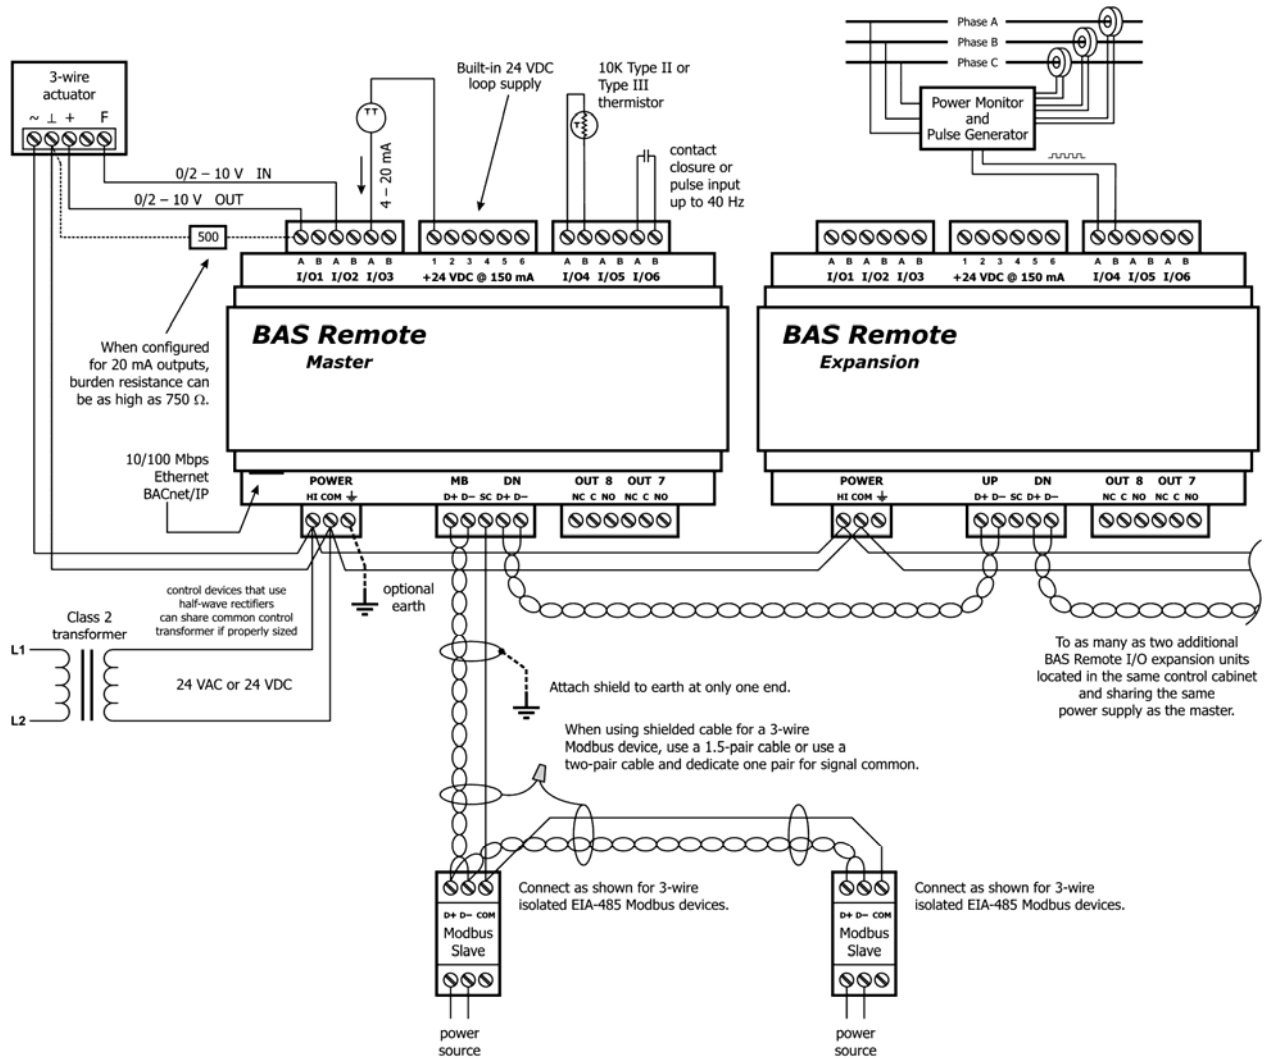 Phase A
Phase B
Phase C
3-wire
actuator
~ ⊥ + F
Built-in 24 VDC
loop supply
10K Type II or
Type III
thermistor
Power Monitor
and
Pulse Generator
TT
T
contact
closure or
pulse input
up to 40 Hz
0/2 – 10 V IN
0/2 – 10 V OUT
4 – 20 mA
500
A B A B A B
I/O1 I/O2 I/O3
1 2 3 4 5 6
+24 VDC @ 150 mA
A B A B A B
I/O4 I/O5 I/O6
A B A B A B
I/O1 I/O2 I/O3
1 2 3 4 5 6
+24 VDC @ 150 mA
A B A B A B
I/O4 I/O5 I/O6
BAS Remote
Master
BAS Remote
Expansion
When configured
for 20 mA outputs,
burden resistance can
be as high as 750 Ω.
10/100 Mbps
Ethernet
BACnet/IP
POWER
HI COM
MB DN
D+ D– SC D+ D–
OUT 8 OUT 7
NC C NO NC C NO
POWER
HI COM
UP DN
D+ D– SC D+ D–
OUT 8 OUT 7
NC C NO NC C NO
control devices that use
half-wave rectifiers
can share common control
transformer if properly sized
optional
earth
Class 2
transformer
L1
24 VAC or 24 VDC
L2
To as many as two additional
BAS Remote I/O expansion units
located in the same control cabinet
and sharing the same
power supply as the master.
Attach shield to earth at only one end.
When using shielded cable for a 3-wire
Modbus device, use a 1.5-pair cable or use a
two-pair cable and dedicate one pair for signal common.
D+ D– COM
Modbus
Slave
Connect as shown for 3-wire
isolated EIA-485 Modbus devices.
power
source
D+ D– COM
Modbus
Slave
Connect as shown for 3-wire
isolated EIA-485 Modbus devices.
power
source